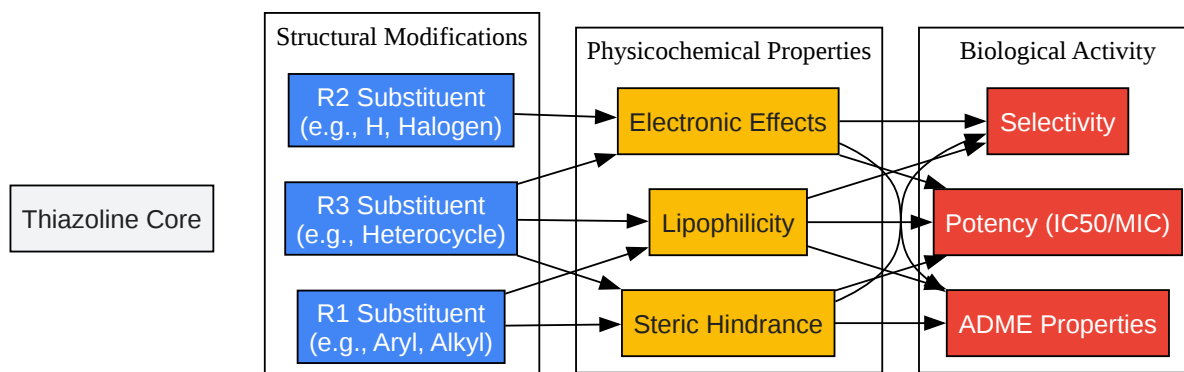 Thiazoline Core
Structural Modifications
R2 Substituent
(e.g., H, Halogen)
R3 Substituent
(e.g., Heterocycle)
R1 Substituent
(e.g., Aryl, Alkyl)
Physicochemical Properties
Electronic Effects
Lipophilicity
Steric Hindrance
Biological Activity
Selectivity
Potency (IC50/MIC)
ADME Properties